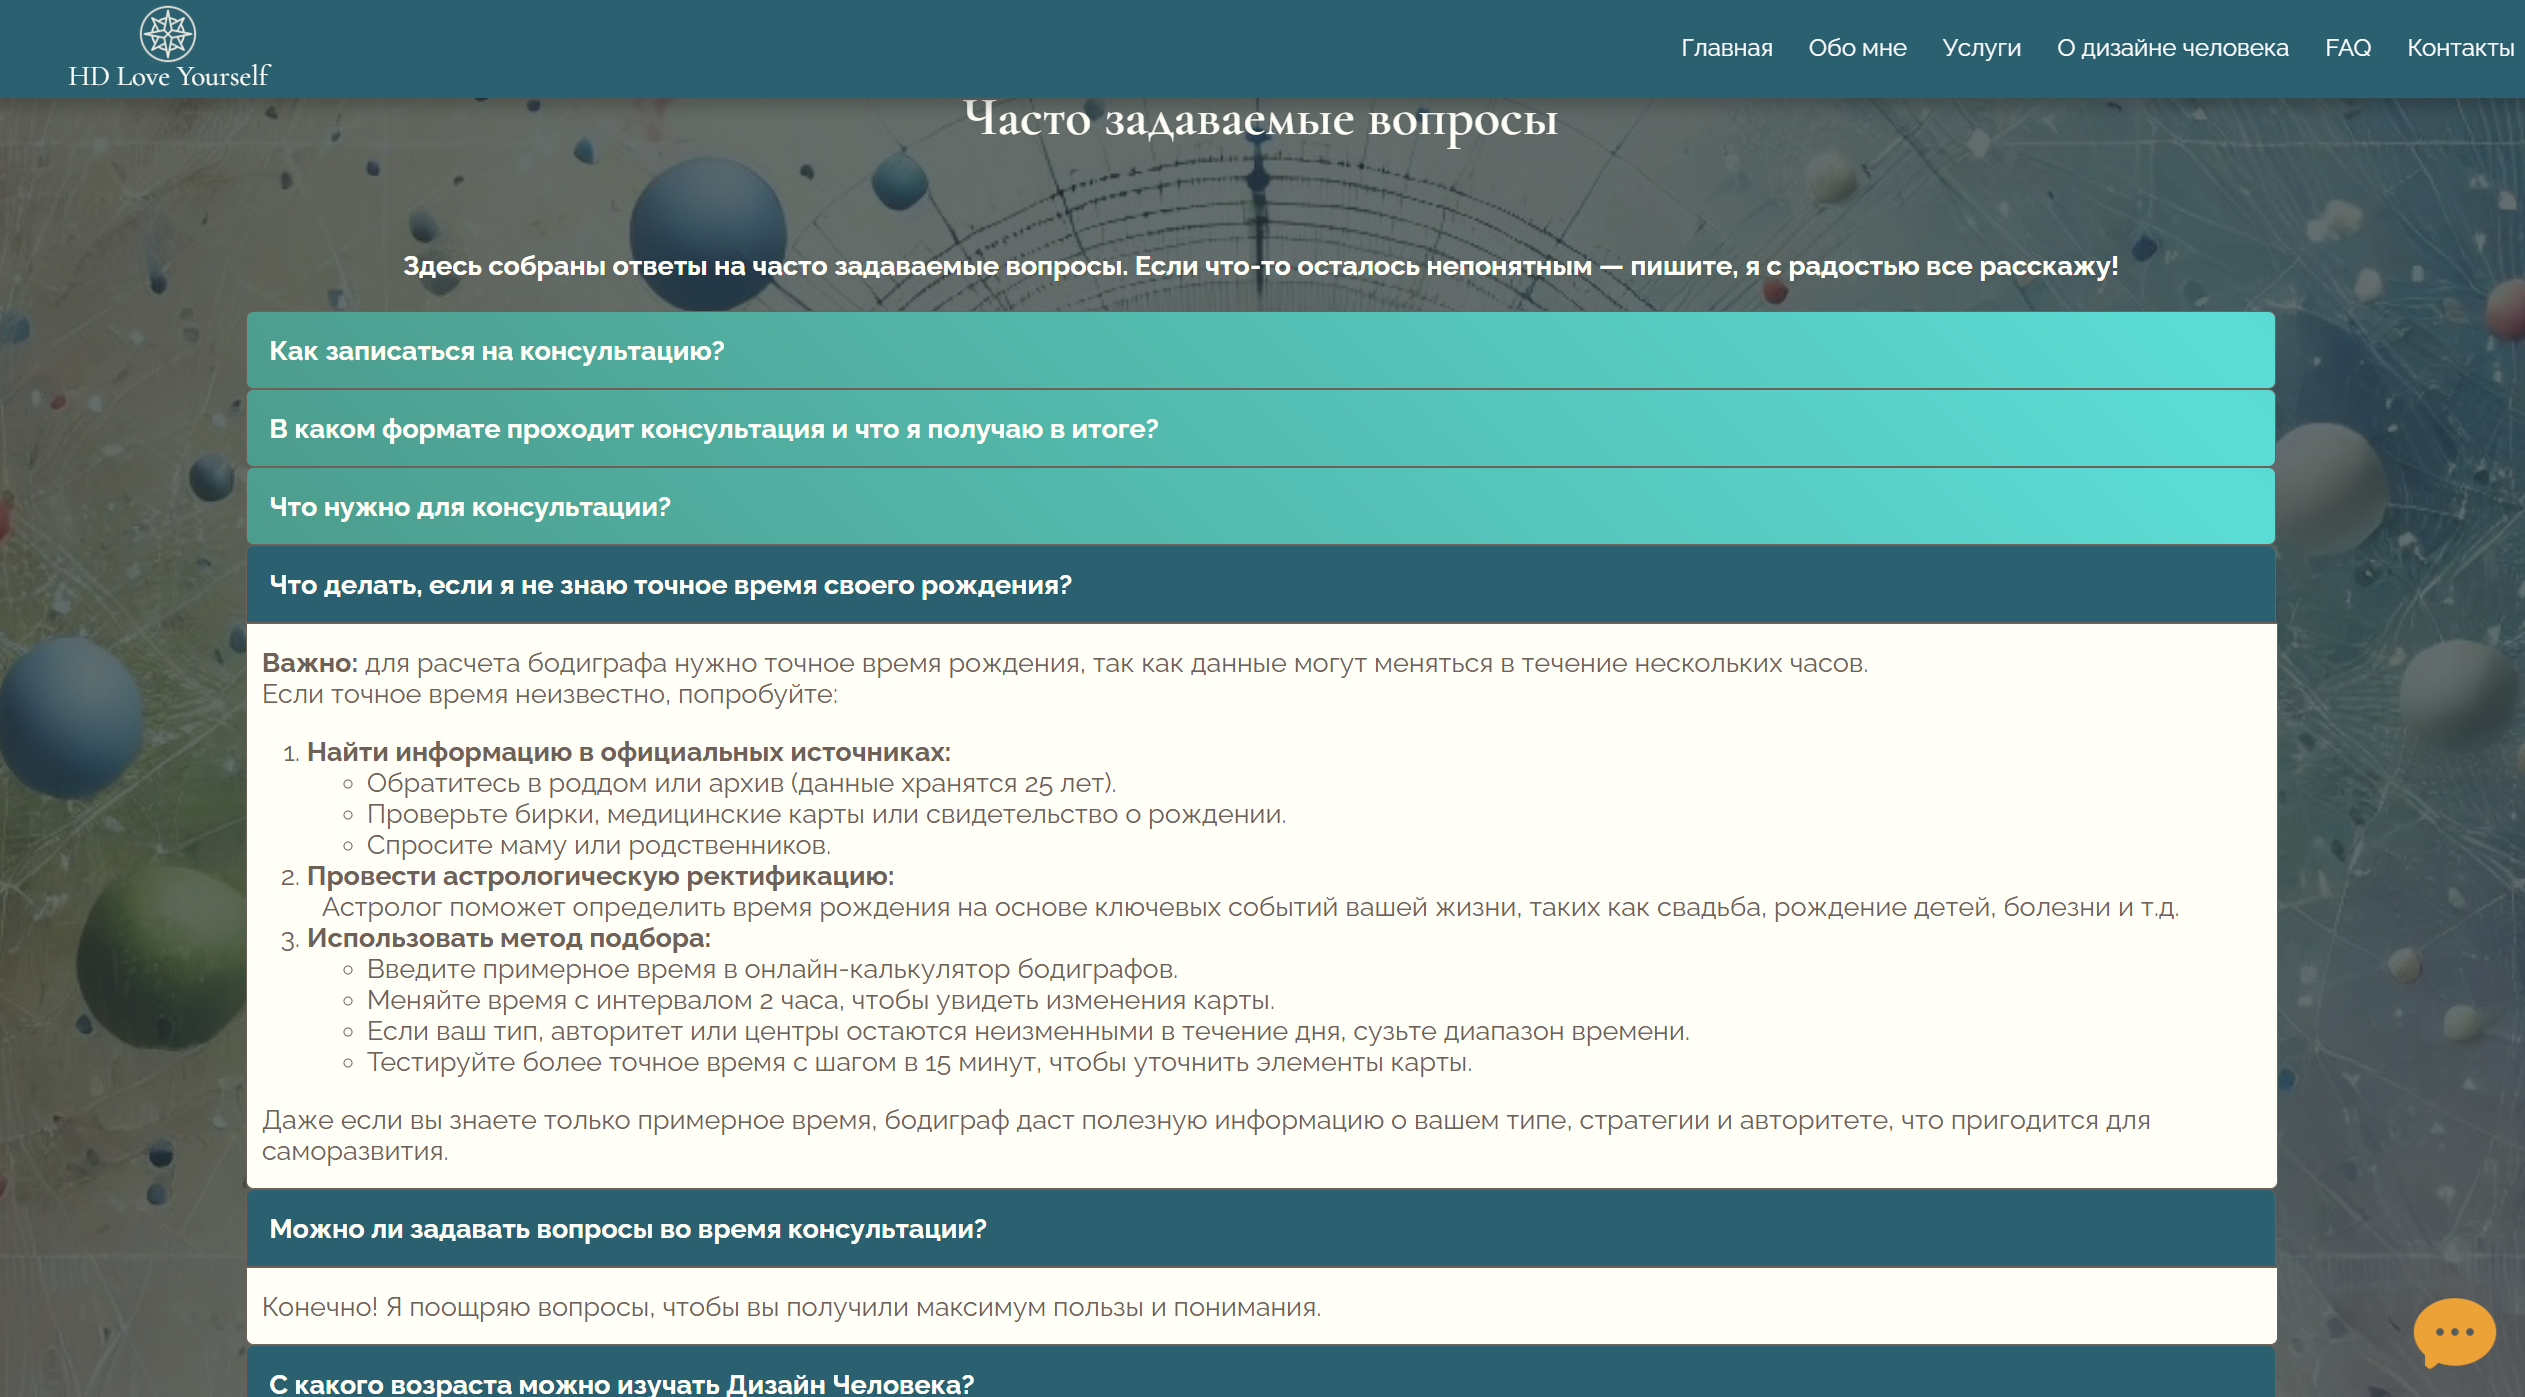 HD Love Yourself
Главная Обо мне Услуги О дизайне человека FAQ Контакты
Часто задаваемые вопросы
Здесь собраны ответы на часто задаваемые вопросы. Если что-то осталось непонятным — пишите, я с радостью все расскажу!
Как записаться на консультацию?
В каком формате проходит консультация и что я получаю в итоге?
Что нужно для консультации?
Что делать, если я не знаю точное время своего рождения?
Важно: для расчета бодиграфа нужно точное время рождения, так как данные могут меняться в течение нескольких часов.
Если точное время неизвестно, попробуйте:
1. Найти информацию в официальных источниках:
◦ Обратитесь в роддом или архив (данные хранятся 25 лет).
◦ Проверьте бирки, медицинские карты или свидетельство о рождении.
◦ Спросите маму или родственников.
2. Провести астрологическую ректификацию:
Астролог поможет определить время рождения на основе ключевых событий вашей жизни, таких как свадьба, рождение детей, болезни и т.д.
3. Использовать метод подбора:
◦ Введите примерное время в онлайн-калькулятор бодиграфов.
◦ Меняйте время с интервалом 2 часа, чтобы увидеть изменения карты.
◦ Если ваш тип, авторитет или центры остаются неизменными в течение дня, сузьте диапазон времени.
◦ Тестируйте более точное время с шагом в 15 минут, чтобы уточнить элементы карты.
Даже если вы знаете только примерное время, бодиграф даст полезную информацию о вашем типе, стратегии и авторитете, что пригодится для
саморазвития.
Можно ли задавать вопросы во время консультации?
Конечно! Я поощряю вопросы, чтобы вы получили максимум пользы и понимания.
С какого возраста можно изучать Дизайн Человека?